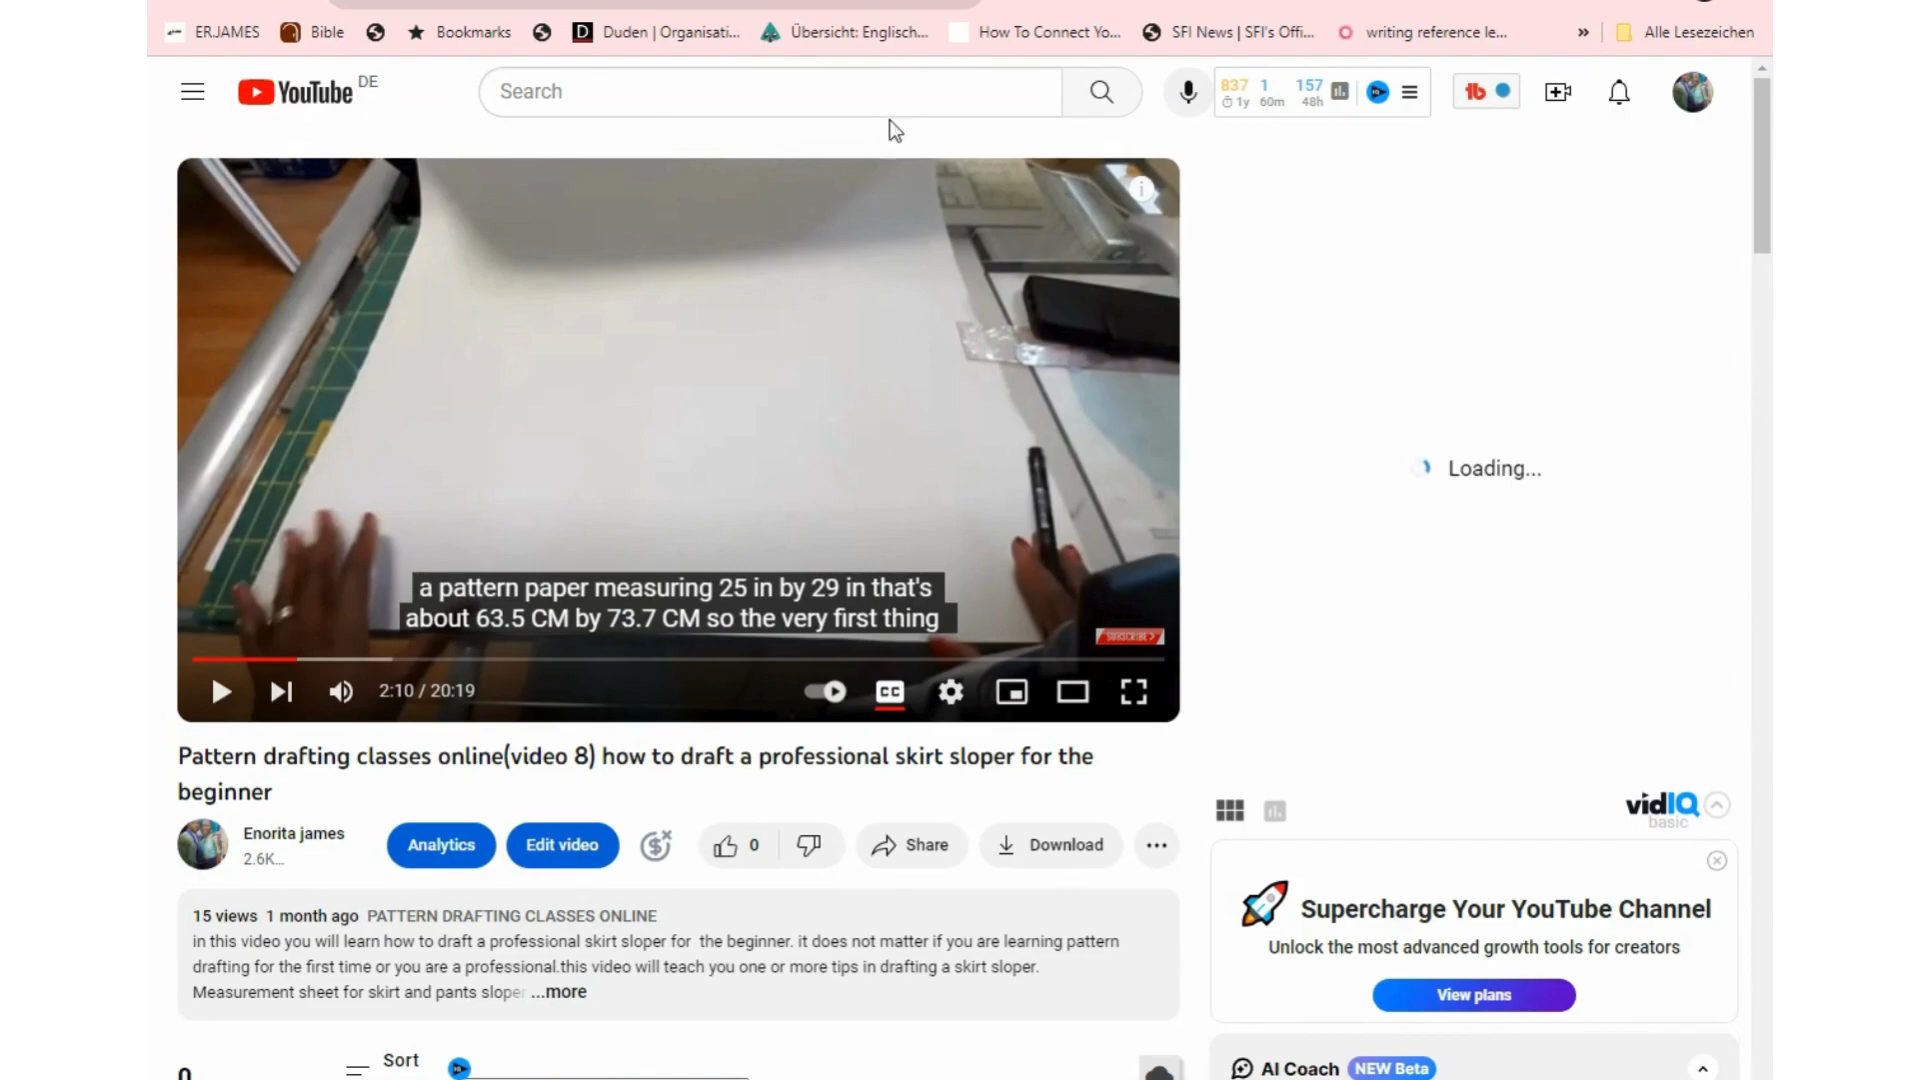 ERJAMES Bible Bookmarks Duden | Organisati... Übersicht: Englisch... How To Connect Yo... SFI News | SFI's Offi... writing reference le... » Alle Lesezeichen
YouTube DE
Search
837 1 157
1y 60m 48h
a pattern paper measuring 25 in by 29 in that's
about 63.5 CM by 73.7 CM so the very first thing
SUBSCRIBE
2:10 / 20:19
CC
Loading...
Pattern drafting classes online(video 8) how to draft a professional skirt sloper for the
beginner
Enorita james
2.6K...
Analytics
Edit video
0
Share
Download
15 views 1 month ago PATTERN DRAFTING CLASSES ONLINE
in this video you will learn how to draft a professional skirt sloper for the beginner. it does not matter if you are learning pattern
drafting for the first time or you are a professional.this video will teach you one or more tips in drafting a skirt sloper.
Measurement sheet for skirt and pants sloper ...more
0
Sort
vidIQ
basic
Supercharge Your YouTube Channel
Unlock the most advanced growth tools for creators
View plans
AI Coach NEW Beta